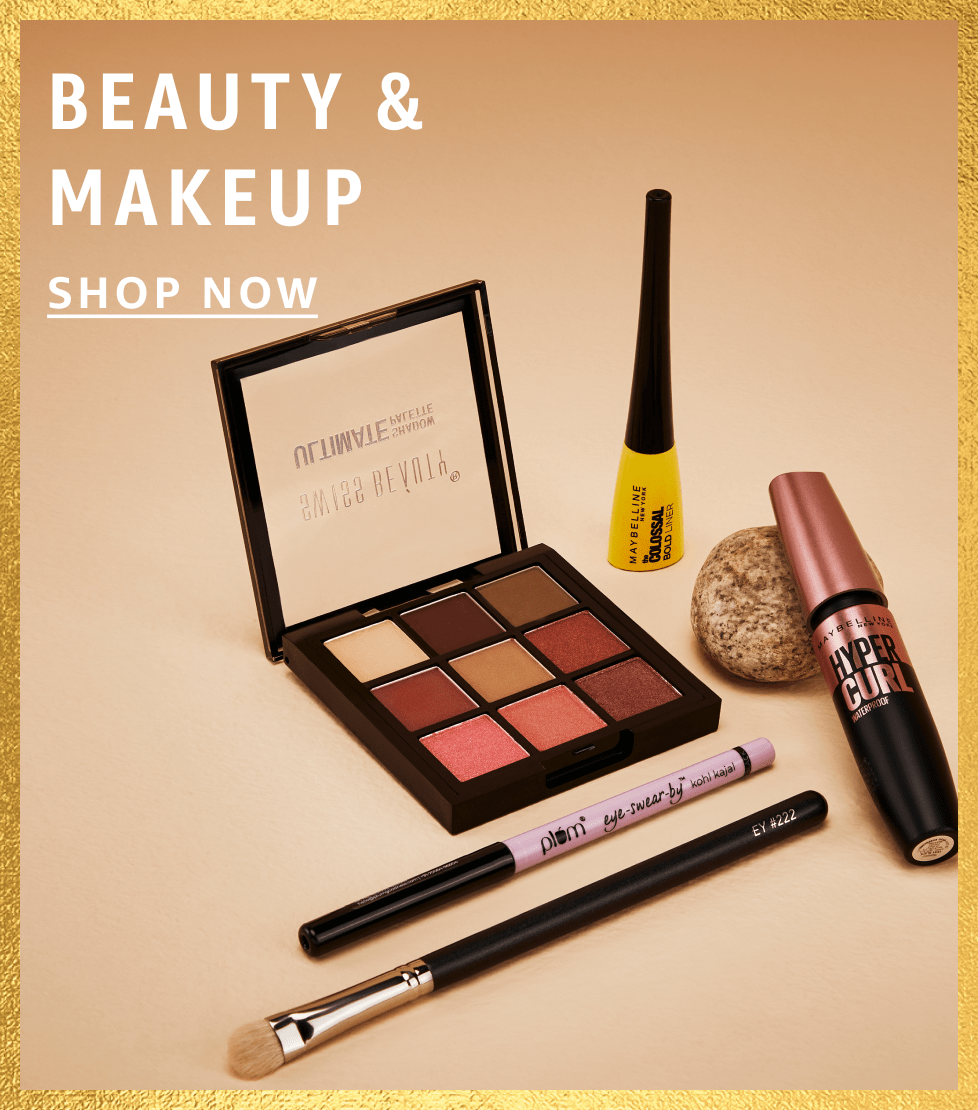 BEAUTY &
MAKEUP
SHOP NOW
SWISS BEAUTY®
ULTIMATE SHADOW PALETTE
MAYBELLINE
NEW YORK
the
COLOSSAL
BOLD LINER
MAYBELLINE
NEW YORK
HYPER
CURL
WATERPROOF
plum® eye-swear-by™ kohl kajal
EY #222